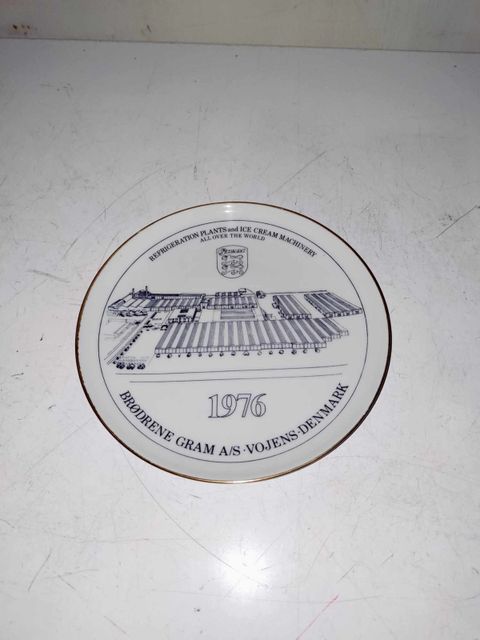 REFRIGERATION PLANTS and ICE CREAM MACHINERY
ALL OVER THE WORLD
1976
BRØDRENE GRAM A/S·VOJENS·DENMARK